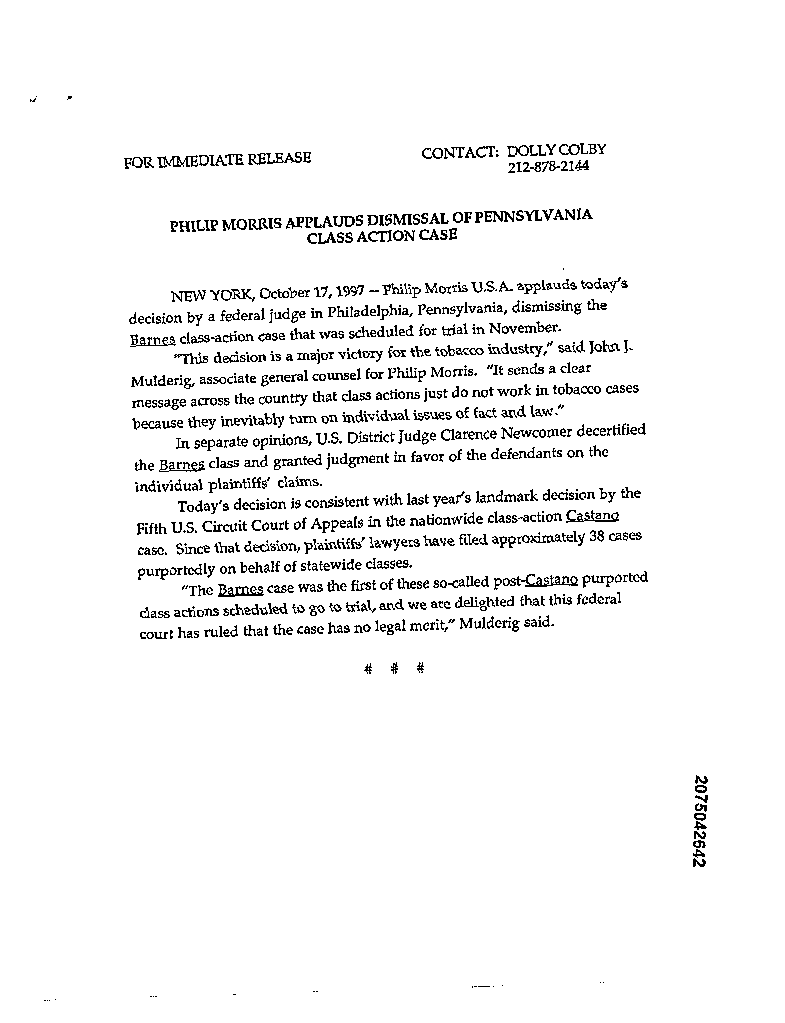 FOR IMMEDIATE RELEASE
CONTACT: DOLLY COLBY
212-878-2144
PHILIP MORRIS APPLAUDS DISMISSAL OF PENNSYLVANIA
CLASS ACTION CASE
NEW YORK, October 17, 1997 -- Philip Morris U.S.A. applauds today's
decision by a federal judge in Philadelphia, Pennsylvania, dismissing the
Barnes class-action case that was scheduled for trial in November.
"This decision is a major victory for the tobacco industry," said John J.
Mulderig, associate general counsel for Philip Morris. "It sends a clear
message across the country that class actions just do not work in tobacco cases
because they inevitably turn on individual issues of fact and law."
In separate opinions, U.S. District Judge Clarence Newcomer decertified
the Barnes class and granted judgment in favor of the defendants on the
individual plaintiffs' claims.
Today's decision is consistent with last year's landmark decision by the
Fifth U.S. Circuit Court of Appeals in the nationwide class-action Castano
case. Since that decision, plaintiffs' lawyers have filed approximately 38 cases
purportedly on behalf of statewide classes.
"The Barnes case was the first of these so-called post-Castano purported
class actions scheduled to go to trial, and we are delighted that this federal
court has ruled that the case has no legal merit," Mulderig said.
# # #
2075042642